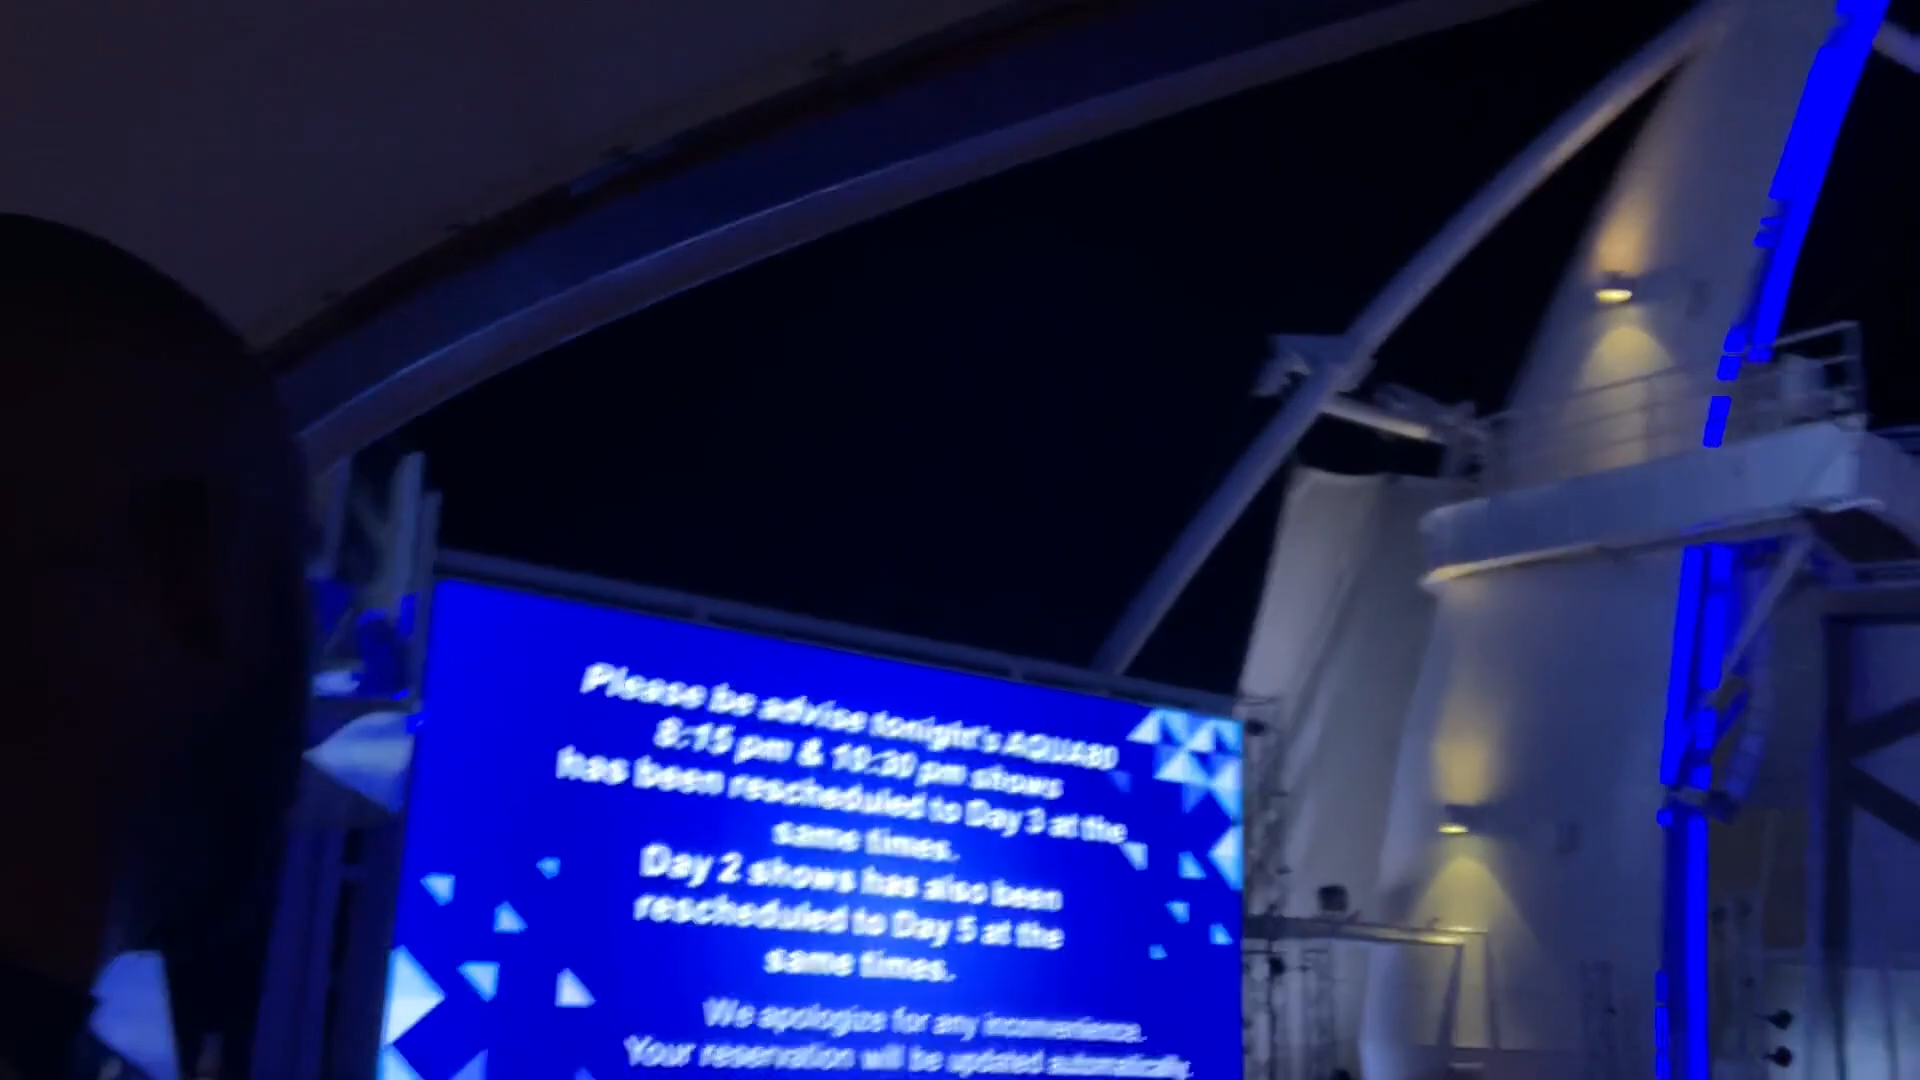 Please be advise tonight's AQUA80
8:15 pm & 10:30 pm shows
has been rescheduled to Day 3 at the
same times.
Day 2 shows has also been
rescheduled to Day 5 at the
same times.
We apologize for any inconvenience.
Your reservation will be updated automatically.